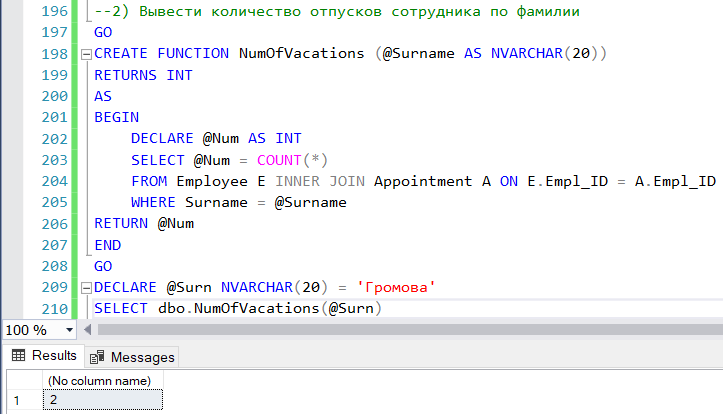 196 --2) Вывести количество отпусков сотрудника по фамилии
197 GO
198 CREATE FUNCTION NumOfVacations (@Surname AS NVARCHAR(20))
199 RETURNS INT
200 AS
201 BEGIN
202 DECLARE @Num AS INT
203 SELECT @Num = COUNT(*)
204 FROM Employee E INNER JOIN Appointment A ON E.Empl_ID = A.Empl_ID
205 WHERE Surname = @Surname
206 RETURN @Num
207 END
208 GO
209 DECLARE @Surn NVARCHAR(20) = 'Громова'
210 SELECT dbo.NumOfVacations(@Surn)
100 %
Results Messages
(No column name)
1 2